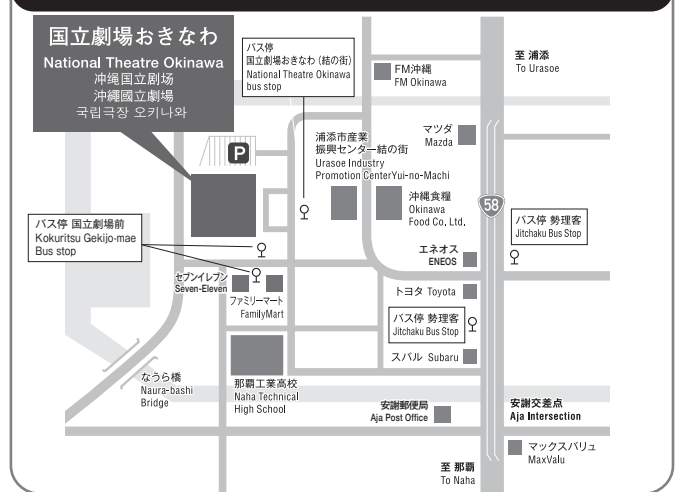 国立劇場おきなわ
National Theatre Okinawa
冲绳国立剧场
沖繩國立劇場
국립극장 오키나와
バス停
国立劇場おきなわ（結の街）
National Theatre Okinawa
bus stop
FM沖縄
FM Okinawa
至 浦添
To Urasoe
P
浦添市産業
振興センター結の街
Urasoe Industry
Promotion CenterYui-no-Machi
マツダ
Mazda
沖縄食糧
Okinawa
Food Co. Ltd.
58
バス停 勢理客
Jitchaku Bus Stop
バス停 国立劇場前
Kokuritsu Gekijo-mae
Bus stop
エネオス
ENEOS
セブンイレブン
Seven-Eleven
ファミリーマート
FamilyMart
トヨタ Toyota
バス停 勢理客
Jitchaku Bus Stop
スバル Subaru
なうら橋
Naura-bashi
Bridge
那覇工業高校
Naha Technical
High School
安謝郵便局
Aja Post Office
安謝交差点
Aja Intersection
マックスバリュ
MaxValu
至 那覇
To Naha